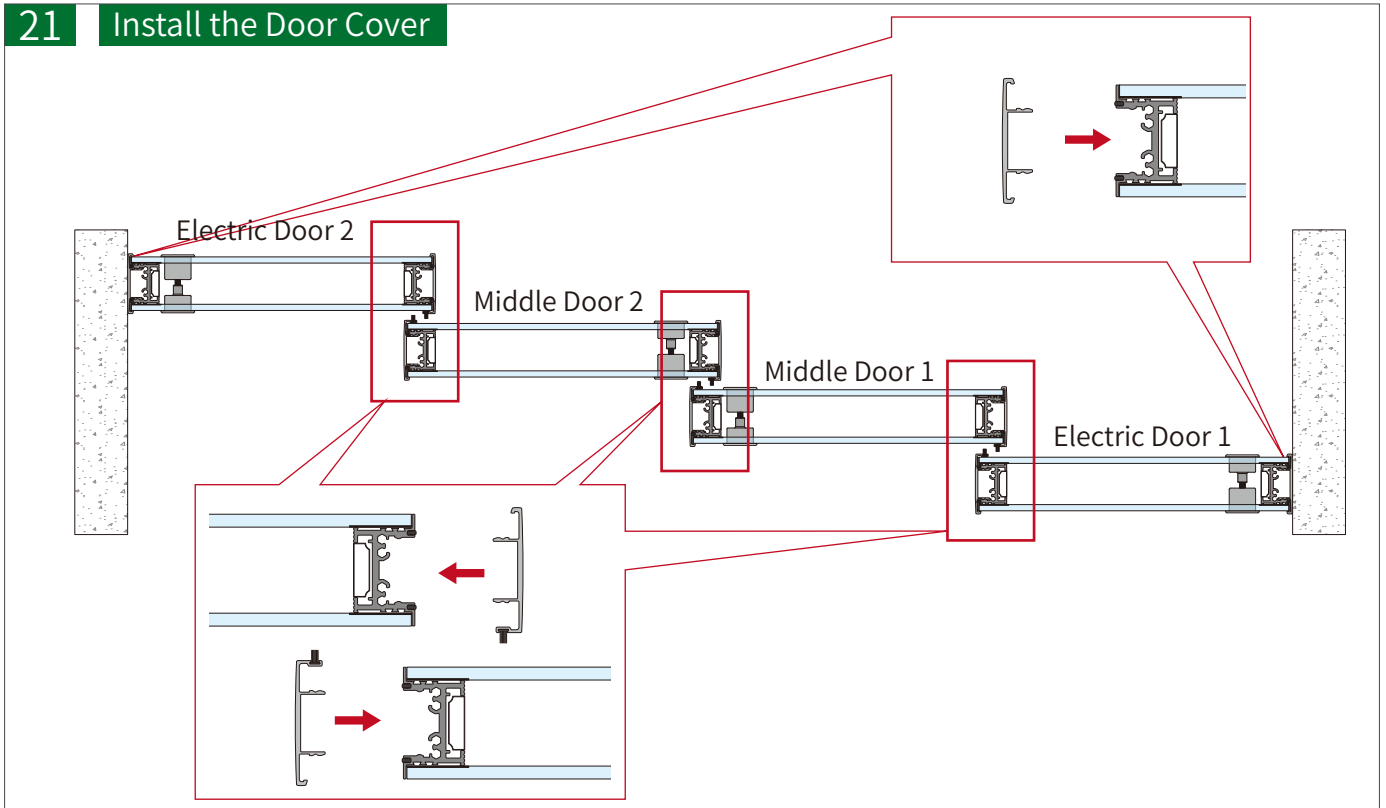 21 Install the Door Cover
Electric Door 2
Middle Door 2
Middle Door 1
Electric Door 1